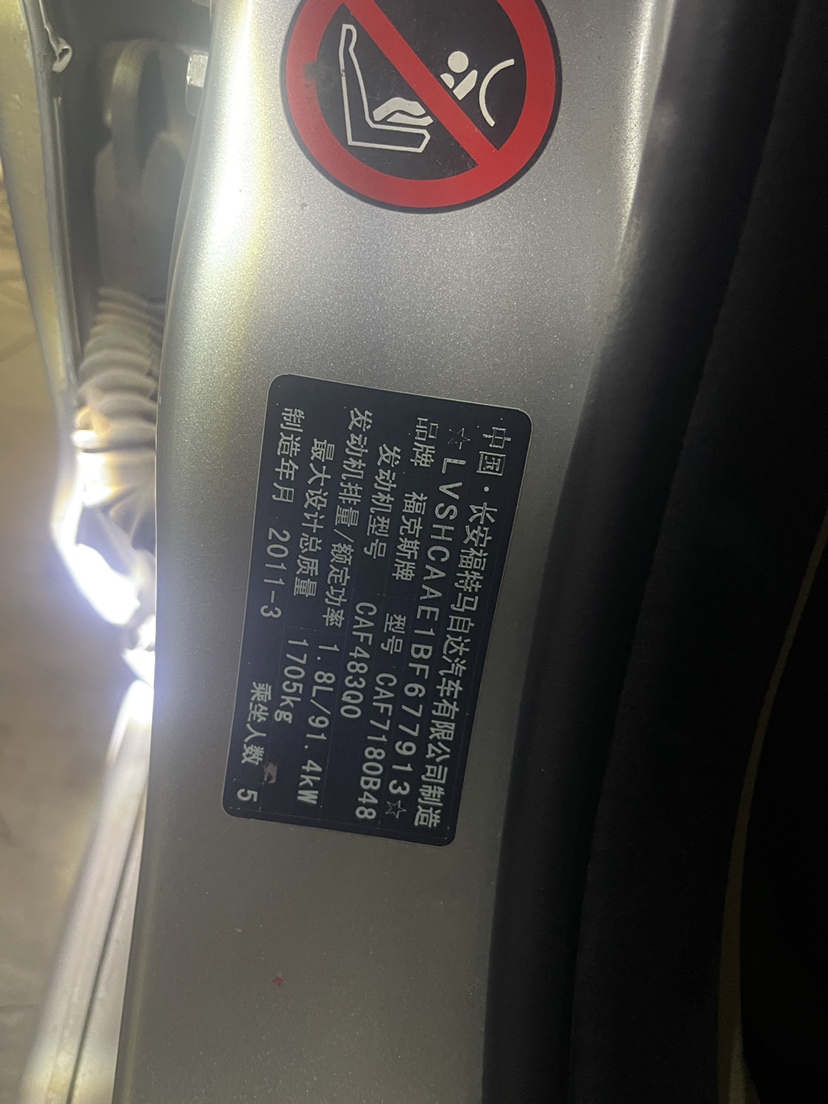 中国·长安福特马自达汽车有限公司制造
☆LVSHCAAE1BF677913☆
品牌 福克斯牌 型号 CAF7180B48
发动机型号 CAF483Q0
发动机排量/额定功率 1.8L/91.4kW
最大设计总质量 1705kg
制造年月 2011-3 乘坐人数 5